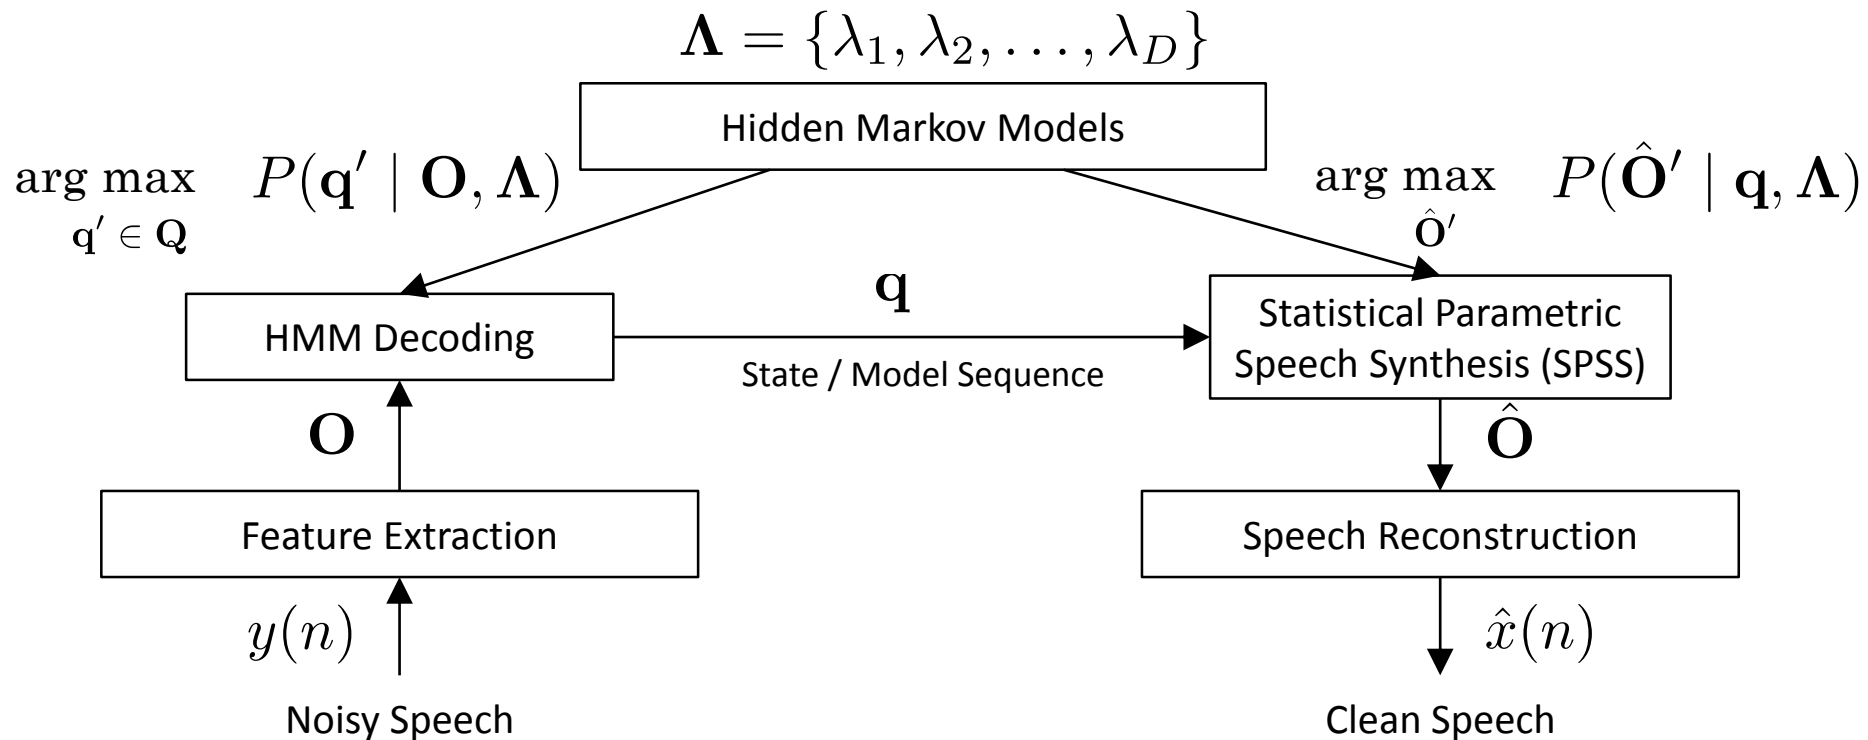 Λ = {λ₁, λ₂, . . . , λ_D}
Hidden Markov Models
arg max P(q′ | O, Λ)
q′ ∈ Q
arg max P(Ô′ | q, Λ)
Ô′
HMM Decoding
q
State / Model Sequence
Statistical Parametric
Speech Synthesis (SPSS)
O
Ô
Feature Extraction
Speech Reconstruction
y(n)
x̂(n)
Noisy Speech
Clean Speech